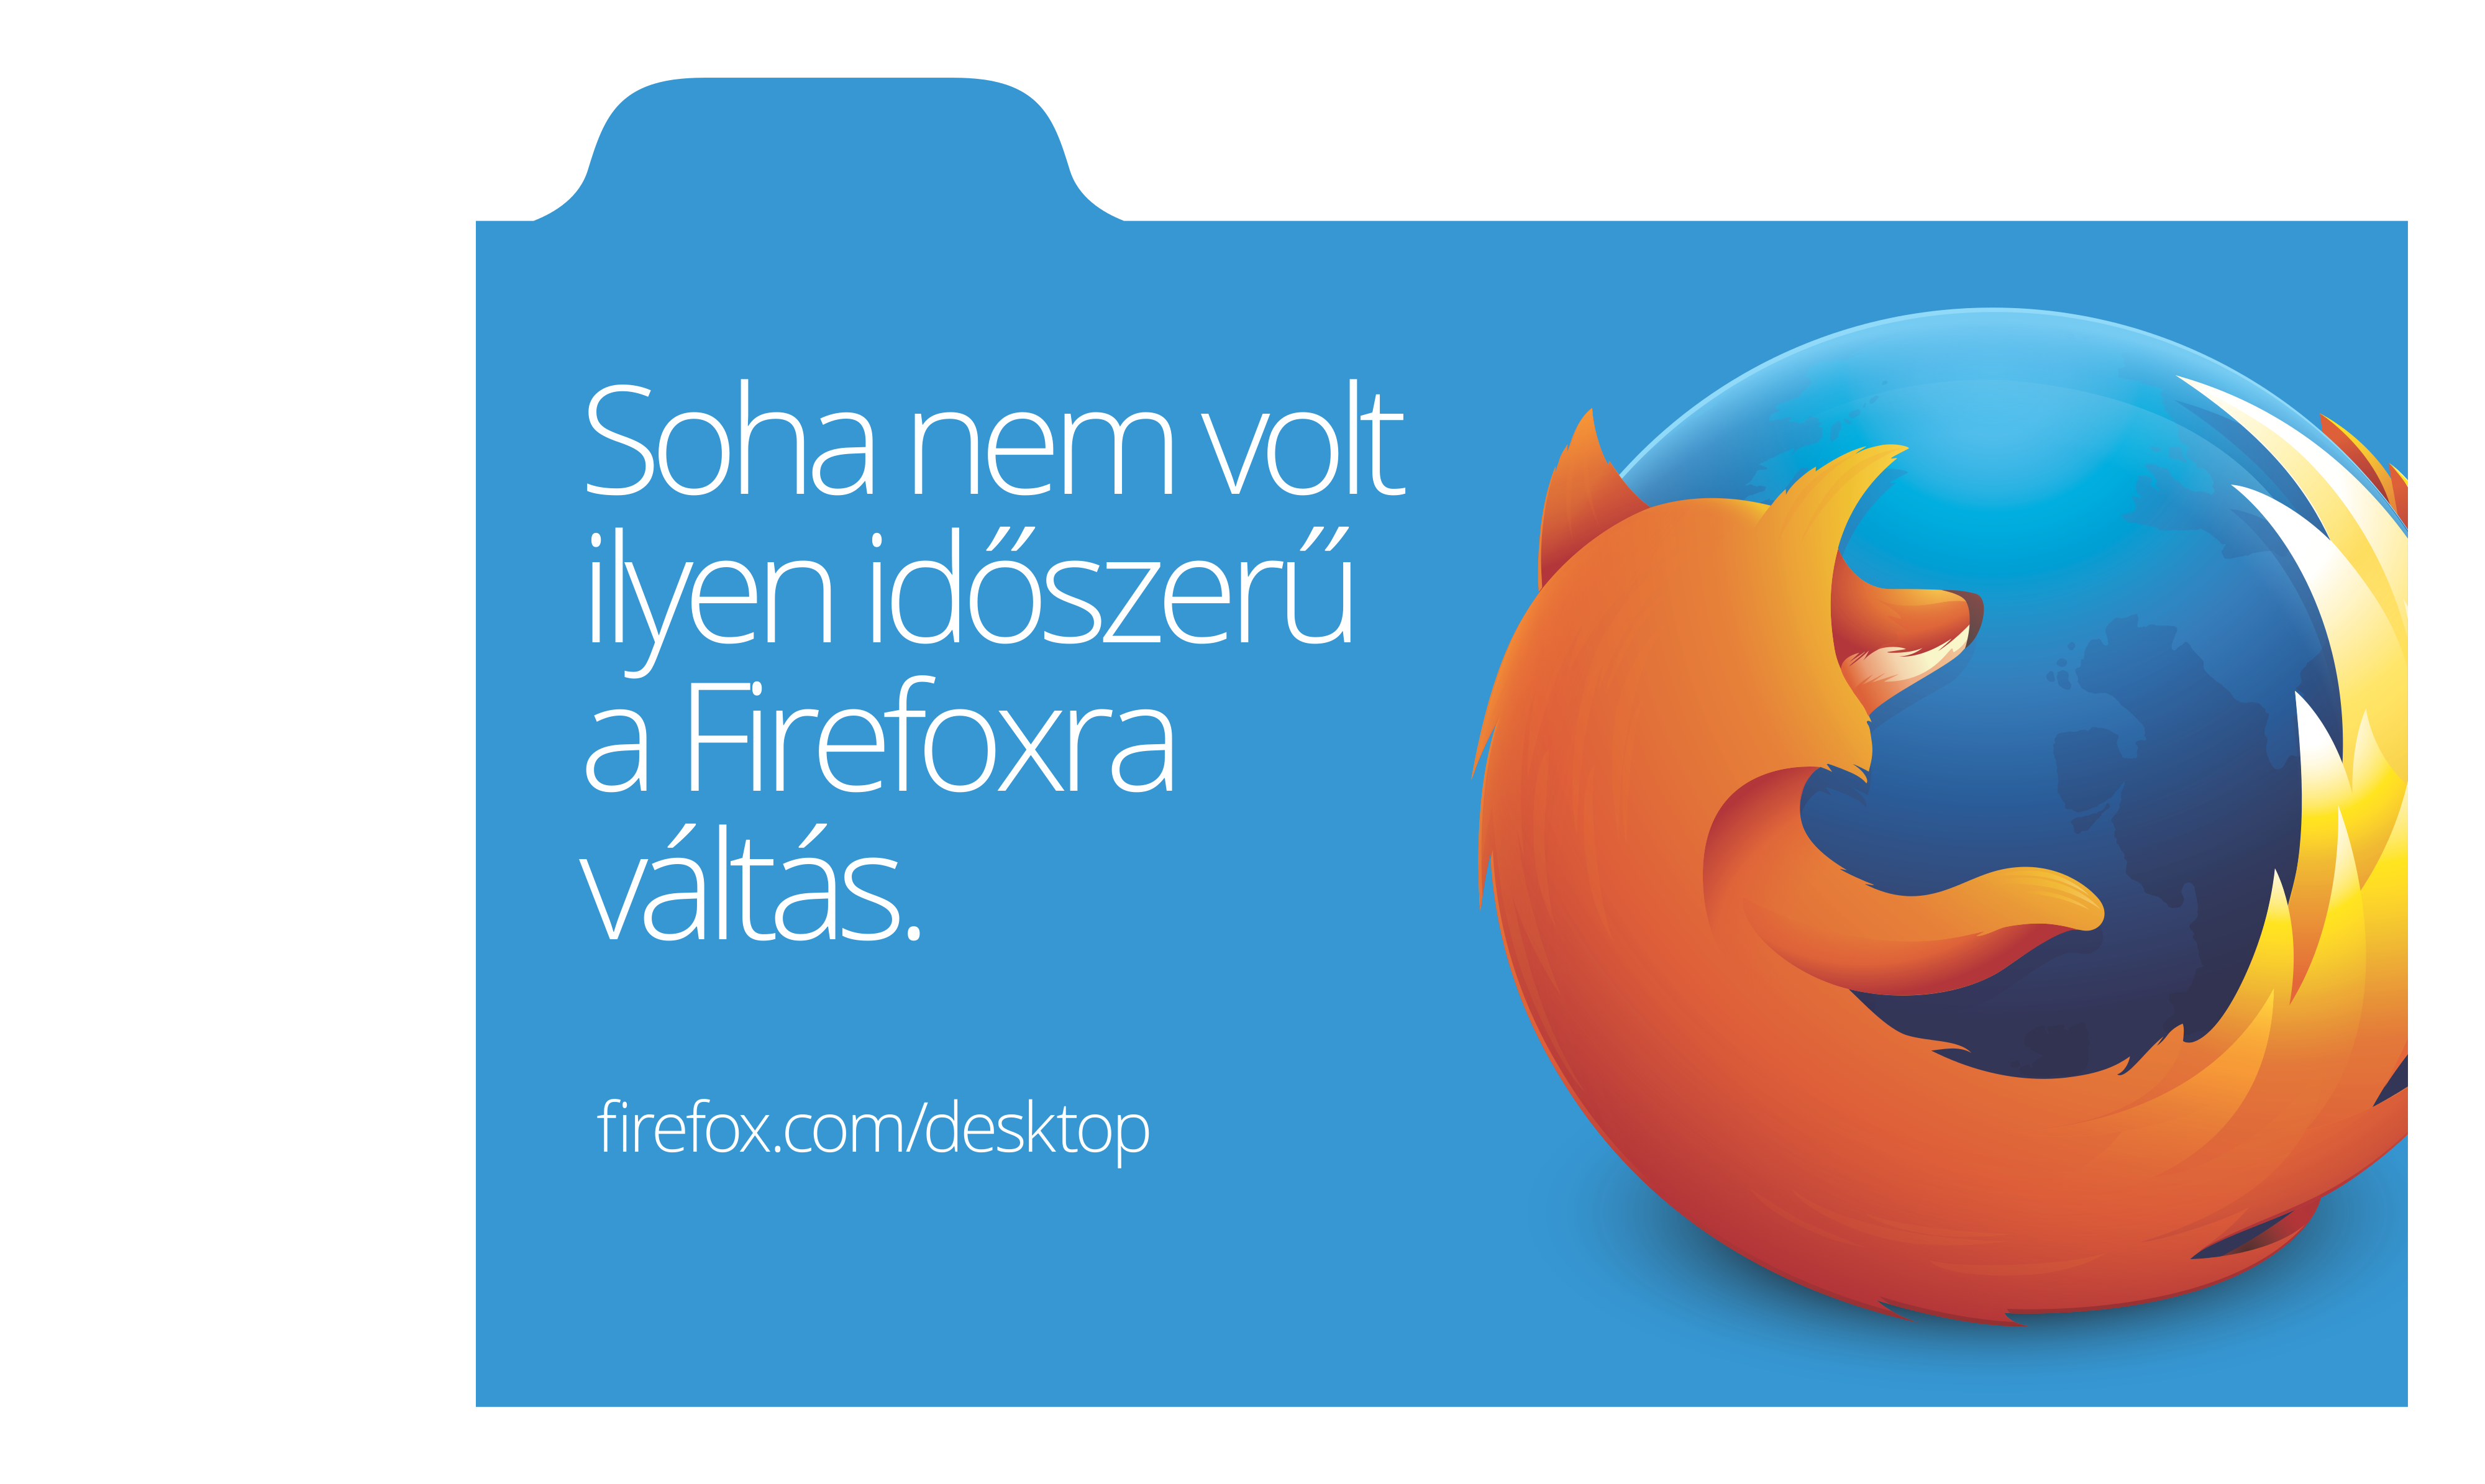 Soha nem volt
ilyen időszerű
a Firefoxra
váltás.
firefox.com/desktop